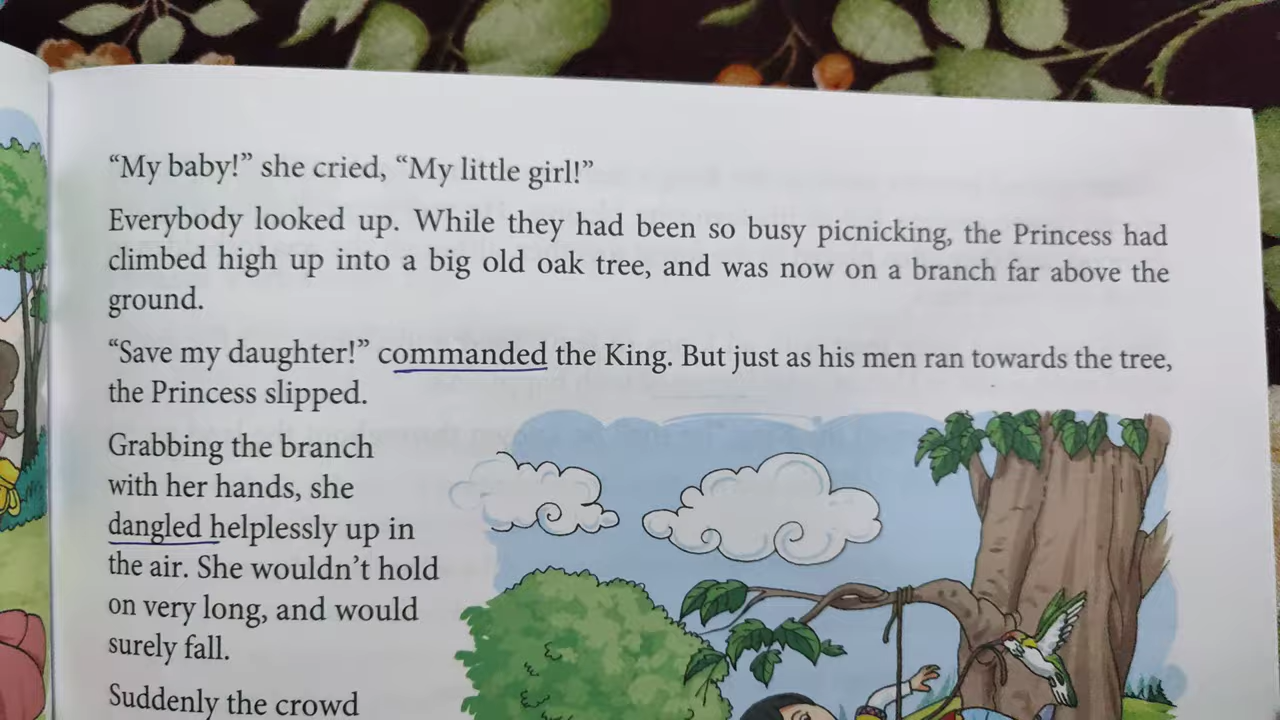 “My baby!” she cried, “My little girl!”
Everybody looked up. While they had been so busy picnicking, the Princess had
climbed high up into a big old oak tree, and was now on a branch far above the
ground.
“Save my daughter!” commanded the King. But just as his men ran towards the tree,
the Princess slipped.
Grabbing the branch
with her hands, she
dangled helplessly up in
the air. She wouldn’t hold
on very long, and would
surely fall.
Suddenly the crowd